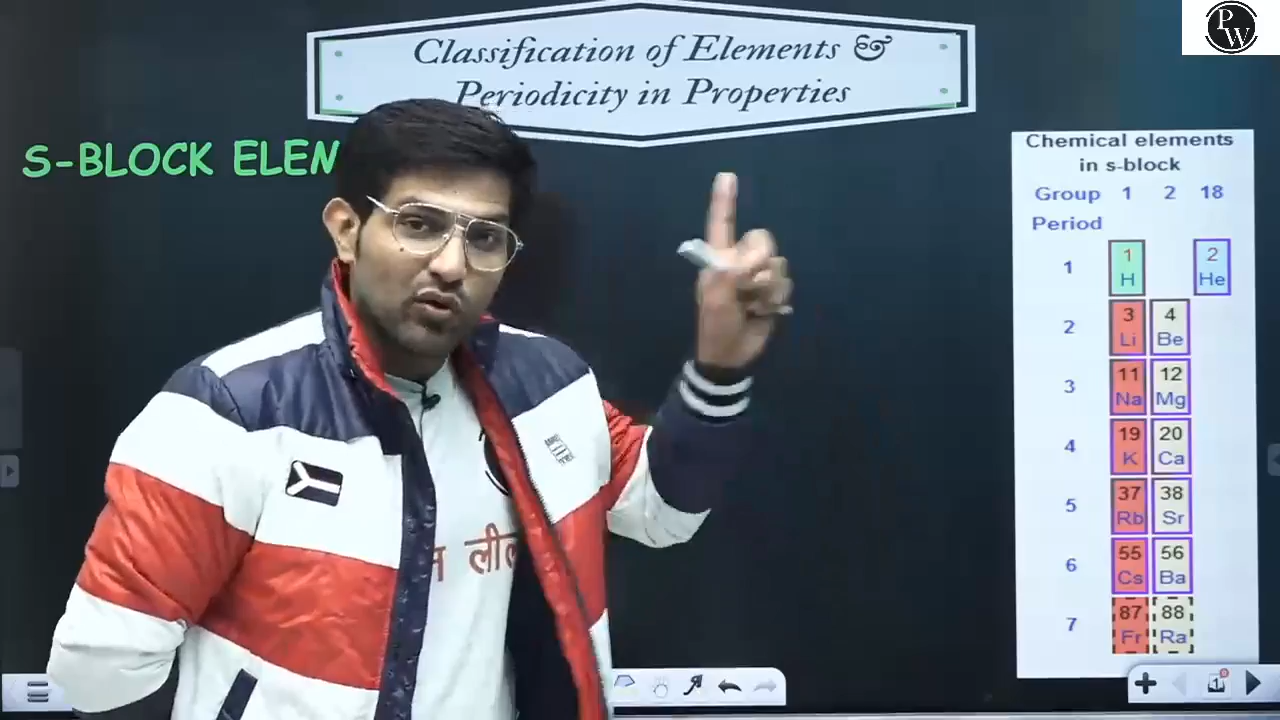 Classification of Elements &
Periodicity in Properties
PW
S-BLOCK ELEN
Chemical elements
in s-block
Group 1 2 18
Period
1 1 H 2 He
2 3 Li 4 Be
3 11 Na 12 Mg
4 19 K 20 Ca
5 37 Rb 38 Sr
6 55 Cs 56 Ba
7 87 Fr 88 Ra
1